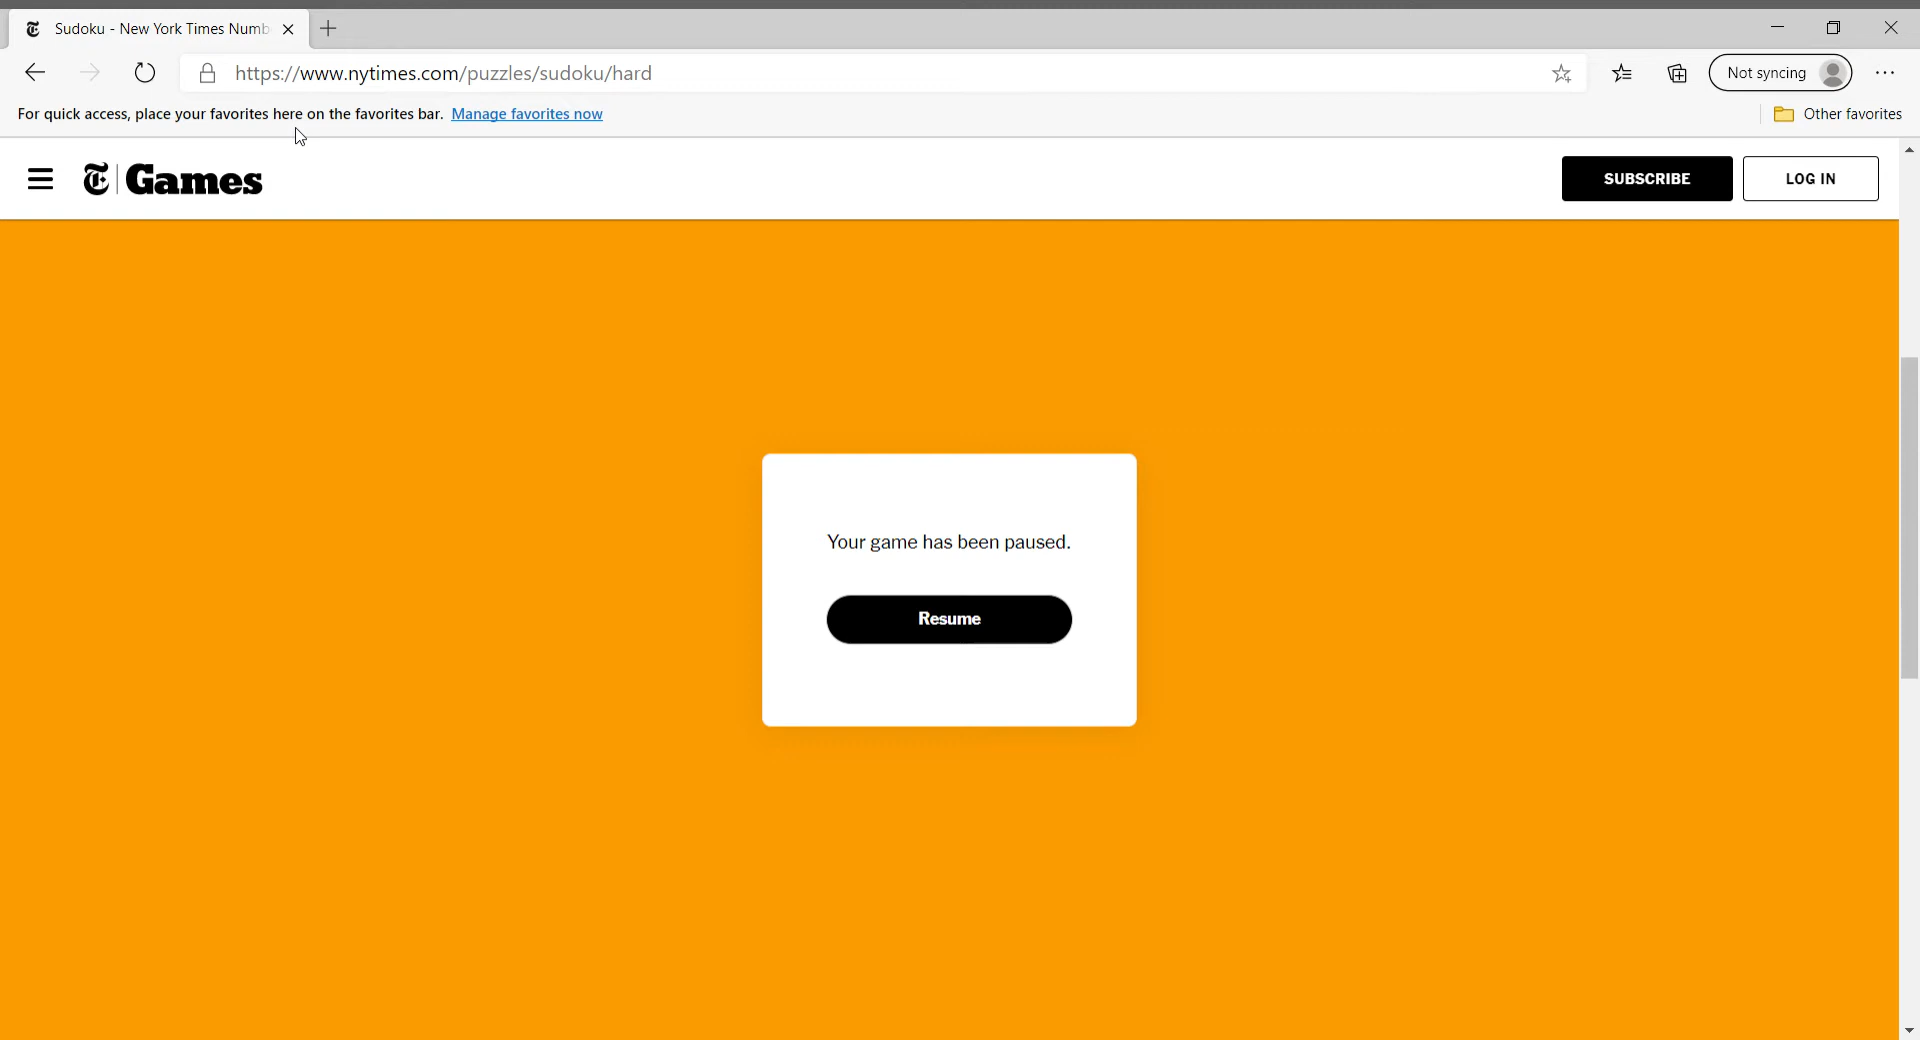 Sudoku - New York Times Numb
https://www.nytimes.com/puzzles/sudoku/hard
Not syncing
For quick access, place your favorites here on the favorites bar. Manage favorites now
Other favorites
T Games
SUBSCRIBE
LOG IN
Your game has been paused.
Resume